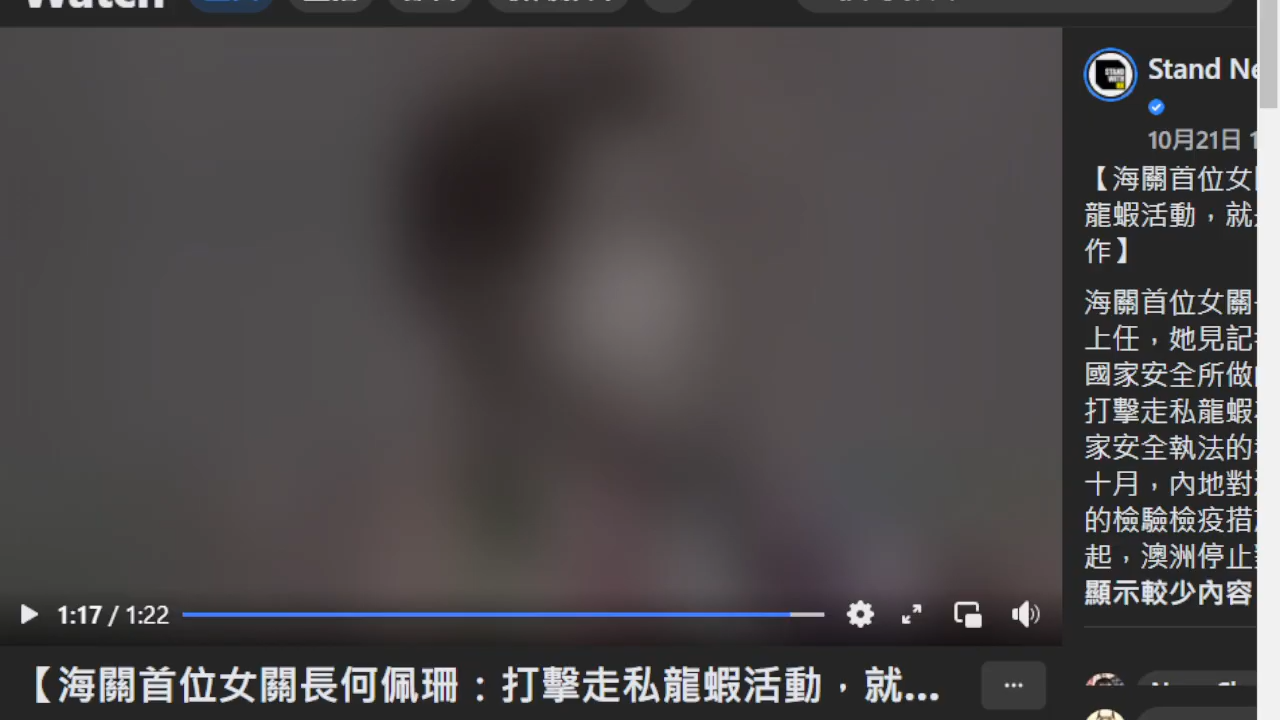 Watch
Stand Ne
10月21日
【海關首位女
龍蝦活動，就
作】
海關首位女關
上任，她見記
國家安全所做
打擊走私龍蝦
家安全執法的
十月，內地對
的檢驗檢疫措
起，澳洲停止
顯示較少內容
1:17 / 1:22
【海關首位女關長何佩珊：打擊走私龍蝦活動，就...